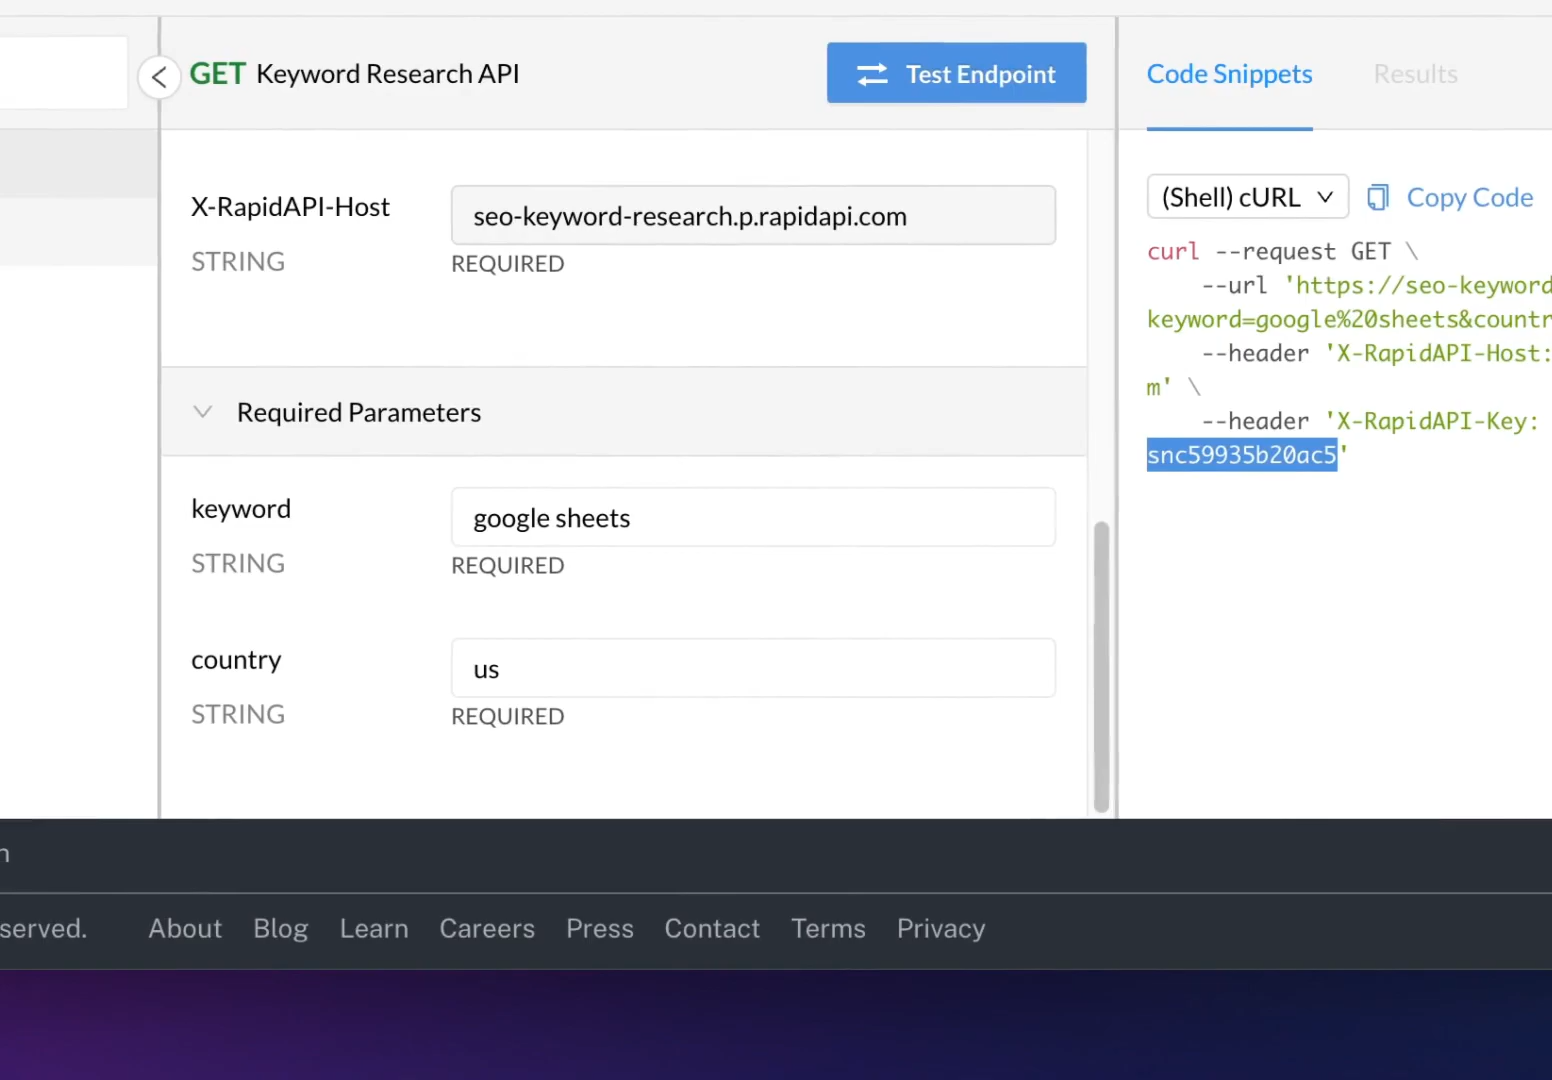 GET Keyword Research API
Test Endpoint
X-RapidAPI-Host
STRING
seo-keyword-research.p.rapidapi.com
REQUIRED
Required Parameters
keyword
STRING
google sheets
REQUIRED
country
STRING
us
REQUIRED
Code Snippets
Results
(Shell) cURL
Copy Code
curl --request GET \
--url 'https://seo-keyword
keyword=google%20sheets&countr
--header 'X-RapidAPI-Host:
m' \
--header 'X-RapidAPI-Key:
snc59935b20ac5'
n
served.
About
Blog
Learn
Careers
Press
Contact
Terms
Privacy